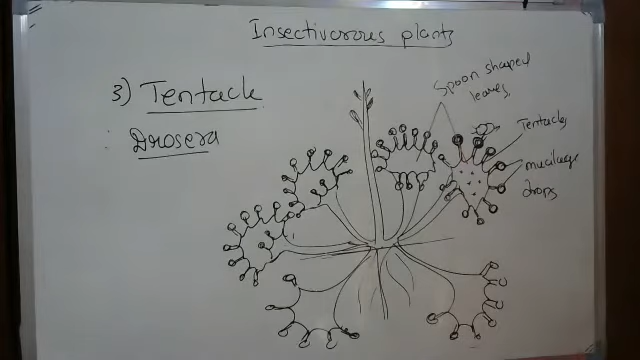 Insectivorous plants
3) Tentacle
Drosera
Spoon shaped
leaves
Tentacles
mucilage
drops